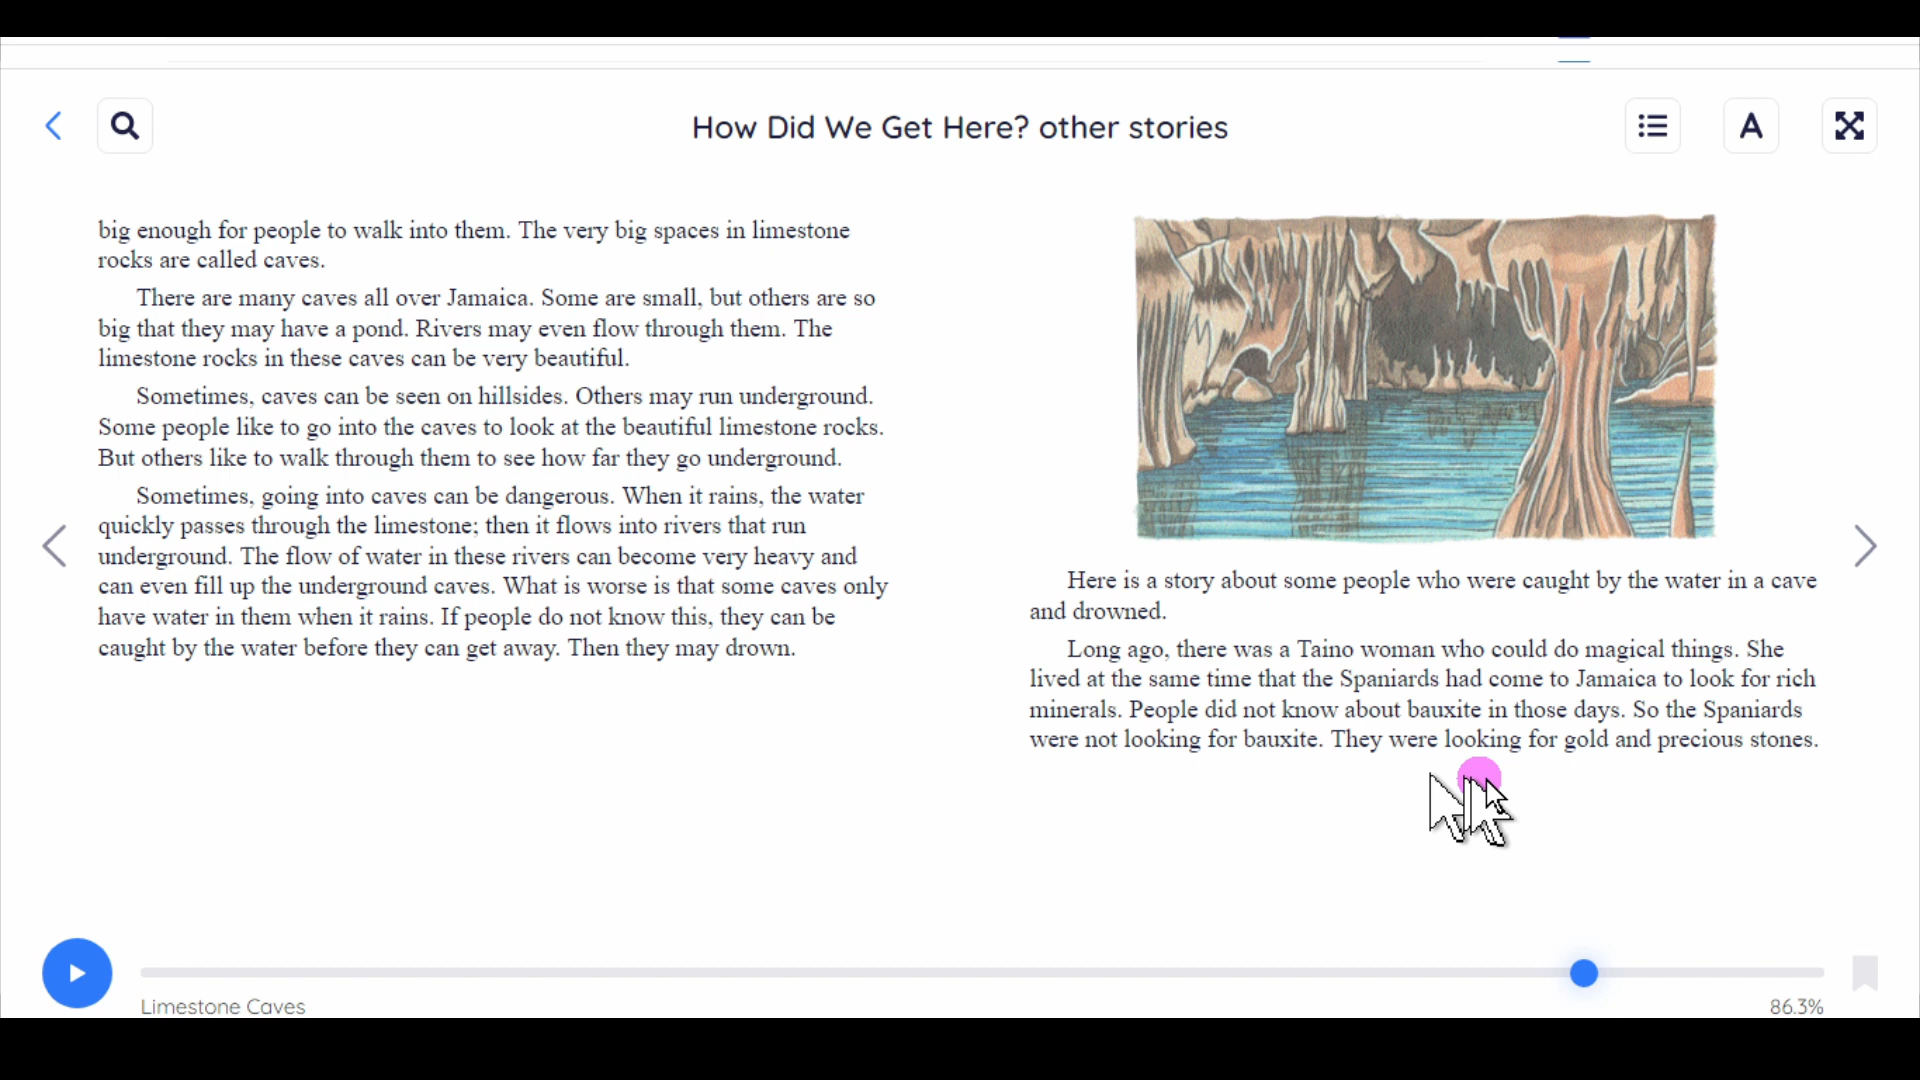 How Did We Get Here? other stories
A
big enough for people to walk into them. The very big spaces in limestone
rocks are called caves.
There are many caves all over Jamaica. Some are small, but others are so
big that they may have a pond. Rivers may even flow through them. The
limestone rocks in these caves can be very beautiful.
Sometimes, caves can be seen on hillsides. Others may run underground.
Some people like to go into the caves to look at the beautiful limestone rocks.
But others like to walk through them to see how far they go underground.
Sometimes, going into caves can be dangerous. When it rains, the water
quickly passes through the limestone; then it flows into rivers that run
underground. The flow of water in these rivers can become very heavy and
can even fill up the underground caves. What is worse is that some caves only
have water in them when it rains. If people do not know this, they can be
caught by the water before they can get away. Then they may drown.
Here is a story about some people who were caught by the water in a cave
and drowned.
Long ago, there was a Taino woman who could do magical things. She
lived at the same time that the Spaniards had come to Jamaica to look for rich
minerals. People did not know about bauxite in those days. So the Spaniards
were not looking for bauxite. They were looking for gold and precious stones.
Limestone Caves
86.3%